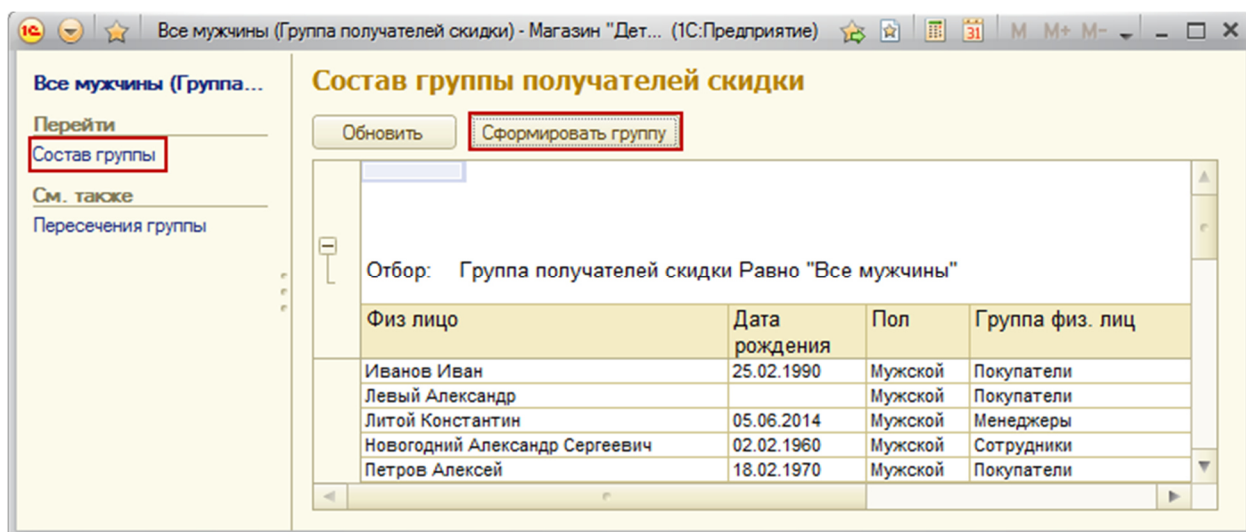 1С Все мужчины (Группа получателей скидки) - Магазин "Дет... (1С:Предприятие) 31 M M+ M-
Все мужчины (Группа...
Перейти
Состав группы
См. также
Пересечения группы
Состав группы получателей скидки
Обновить Сформировать группу
Отбор: Группа получателей скидки Равно "Все мужчины"
Физ лицо Дата рождения Пол Группа физ. лиц
Иванов Иван 25.02.1990 Мужской Покупатели
Левый Александр Мужской Покупатели
Литой Константин 05.06.2014 Мужской Менеджеры
Новогодний Александр Сергеевич 02.02.1960 Мужской Сотрудники
Петров Алексей 18.02.1970 Мужской Покупатели